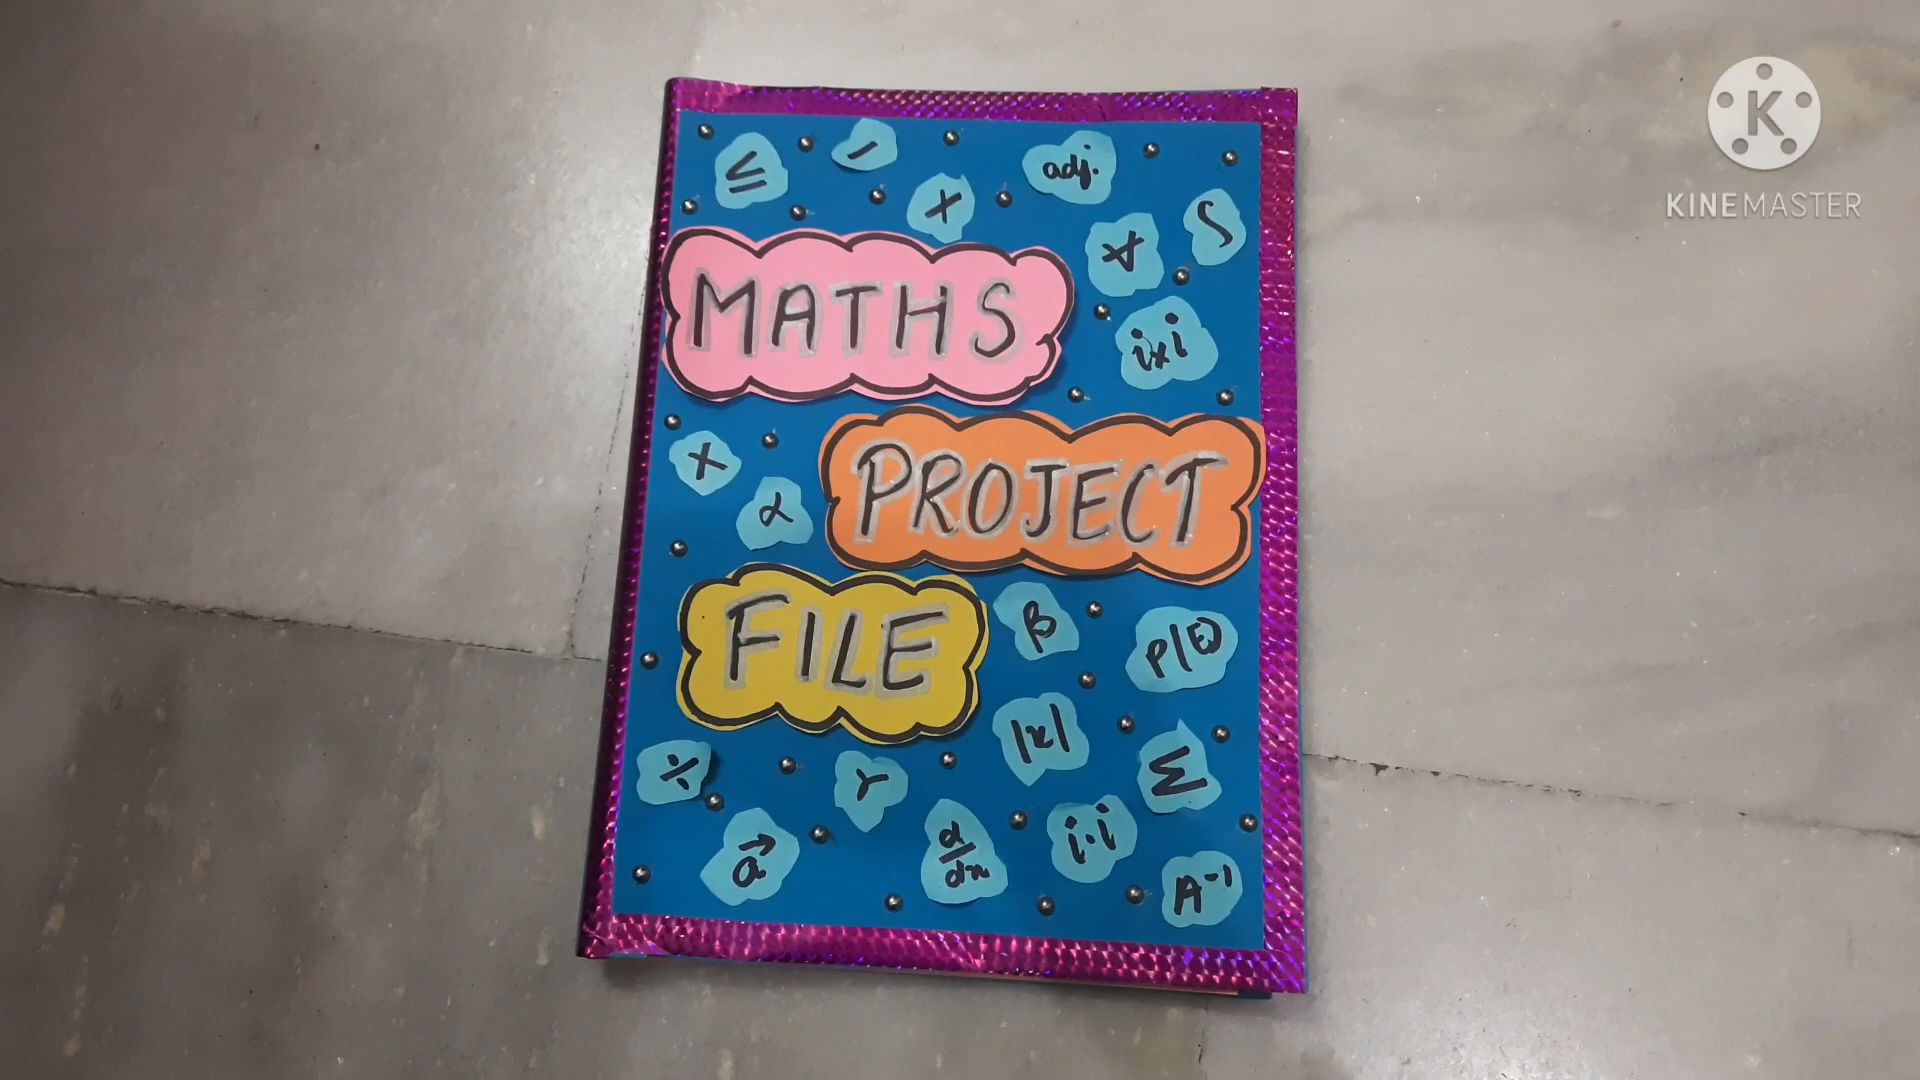 ≤
-
+
adj.
∀
∫
MATHS
i×i
PROJECT
×
α
FILE
β
P(E)
|x|
Σ
÷
γ
a⃗
d/dx
i·i
A⁻¹
K
KINEMASTER